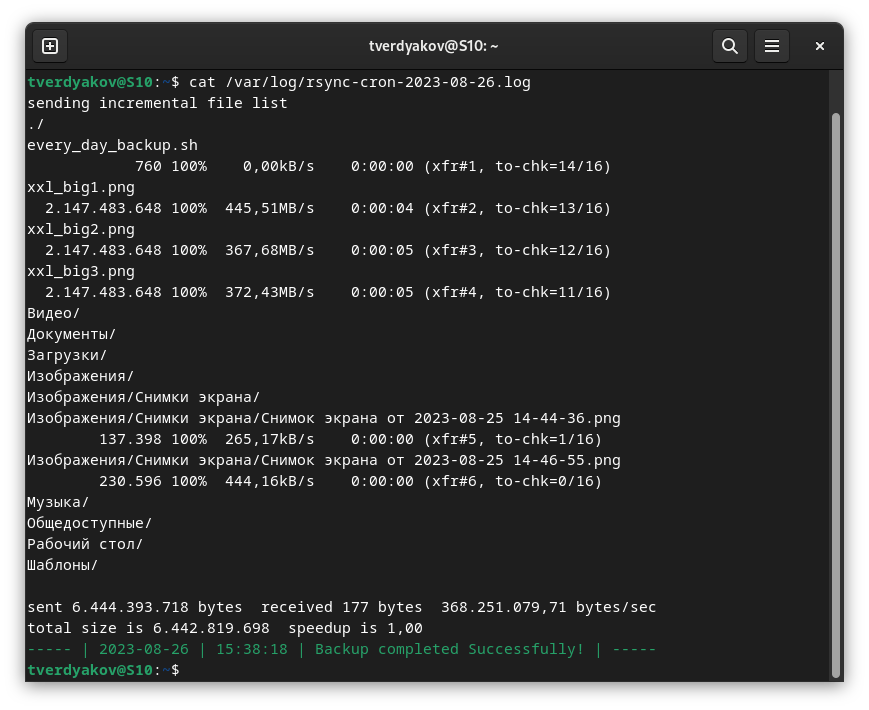 tverdyakov@S10: ~
tverdyakov@S10:~$ cat /var/log/rsync-cron-2023-08-26.log
sending incremental file list
./
every_day_backup.sh
            760 100%    0,00kB/s    0:00:00 (xfr#1, to-chk=14/16)
xxl_big1.png
  2.147.483.648 100%  445,51MB/s    0:00:04 (xfr#2, to-chk=13/16)
xxl_big2.png
  2.147.483.648 100%  367,68MB/s    0:00:05 (xfr#3, to-chk=12/16)
xxl_big3.png
  2.147.483.648 100%  372,43MB/s    0:00:05 (xfr#4, to-chk=11/16)
Видео/
Документы/
Загрузки/
Изображения/
Изображения/Снимки экрана/
Изображения/Снимки экрана/Снимок экрана от 2023-08-25 14-44-36.png
        137.398 100%  265,17kB/s    0:00:00 (xfr#5, to-chk=1/16)
Изображения/Снимки экрана/Снимок экрана от 2023-08-25 14-46-55.png
        230.596 100%  444,16kB/s    0:00:00 (xfr#6, to-chk=0/16)
Музыка/
Общедоступные/
Рабочий стол/
Шаблоны/

sent 6.444.393.718 bytes  received 177 bytes  368.251.079,71 bytes/sec
total size is 6.442.819.698  speedup is 1,00
----- | 2023-08-26 | 15:38:18 | Backup completed Successfully! | -----
tverdyakov@S10:~$